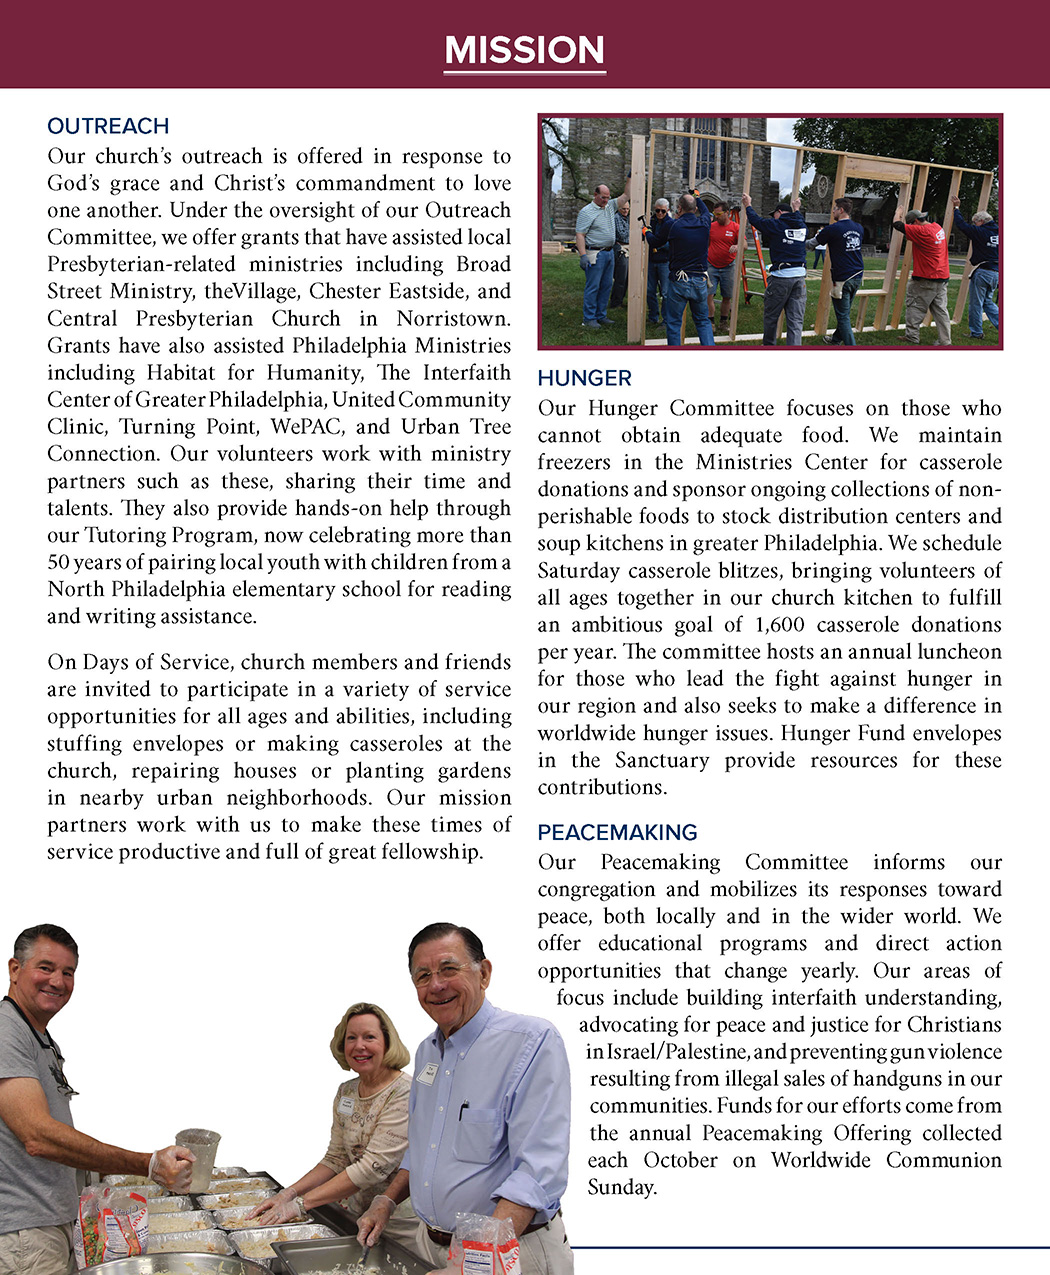 MISSION
OUTREACH
Our church's outreach is offered in response to
God's grace and Christ's commandment to love
one another. Under the oversight of our Outreach
Committee, we offer grants that have assisted local
Presbyterian-related ministries including Broad
Street Ministry, theVillage, Chester Eastside, and
Central Presbyterian Church in Norristown.
Grants have also assisted Philadelphia Ministries
including Habitat for Humanity, The Interfaith
Center of Greater Philadelphia, United Community
Clinic, Turning Point, WePAC, and Urban Tree
Connection. Our volunteers work with ministry
partners such as these, sharing their time and
talents. They also provide hands-on help through
our Tutoring Program, now celebrating more than
50 years of pairing local youth with children from a
North Philadelphia elementary school for reading
and writing assistance.
On Days of Service, church members and friends
are invited to participate in a variety of service
opportunities for all ages and abilities, including
stuffing envelopes or making casseroles at the
church, repairing houses or planting gardens
in nearby urban neighborhoods. Our mission
partners work with us to make these times of
service productive and full of great fellowship.
HUNGER
Our Hunger Committee focuses on those who
cannot obtain adequate food. We maintain
freezers in the Ministries Center for casserole
donations and sponsor ongoing collections of non-
perishable foods to stock distribution centers and
soup kitchens in greater Philadelphia. We schedule
Saturday casserole blitzes, bringing volunteers of
all ages together in our church kitchen to fulfill
an ambitious goal of 1,600 casserole donations
per year. The committee hosts an annual luncheon
for those who lead the fight against hunger in
our region and also seeks to make a difference in
worldwide hunger issues. Hunger Fund envelopes
in the Sanctuary provide resources for these
contributions.
PEACEMAKING
Our Peacemaking Committee informs our
congregation and mobilizes its responses toward
peace, both locally and in the wider world. We
offer educational programs and direct action
opportunities that change yearly. Our areas of
focus include building interfaith understanding,
advocating for peace and justice for Christians
in Israel/Palestine, and preventing gun violence
resulting from illegal sales of handguns in our
communities. Funds for our efforts come from
the annual Peacemaking Offering collected
each October on Worldwide Communion
Sunday.